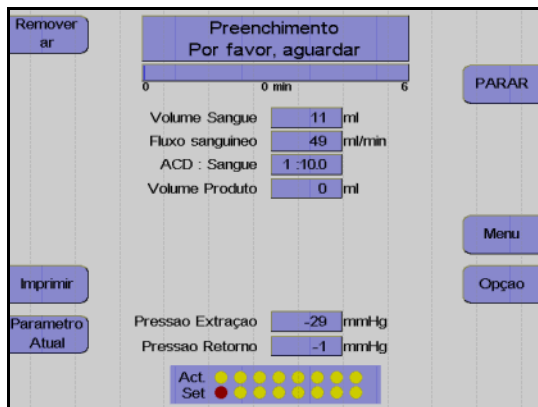 Remover
ar
Preenchimento
Por favor, aguardar
0 0 min 6
PARAR
Volume Sangue 11 ml
Fluxo sanguineo 49 ml/min
ACD : Sangue 1 :10.0
Volume Produto 0 ml
Menu
Imprimir
Opçao
Parametro
Atual
Pressao Extraçao -29 mmHg
Pressao Retorno -1 mmHg
Act.
Set